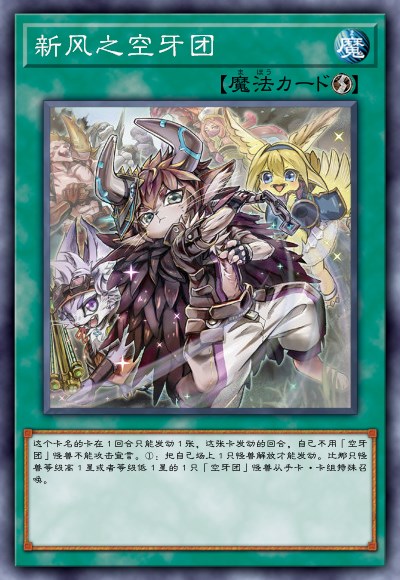 新风之空牙团
魔
【魔法カード】
まほう
这个卡名的卡在1回合只能发动1张，这张卡发动的回合，自己不用「空牙
团」怪兽不能攻击宣言。①：把自己场上1只怪兽解放才能发动。比那只怪
兽等级高1星或者等级低1星的1只「空牙团」怪兽从手卡·卡组特殊召
唤。